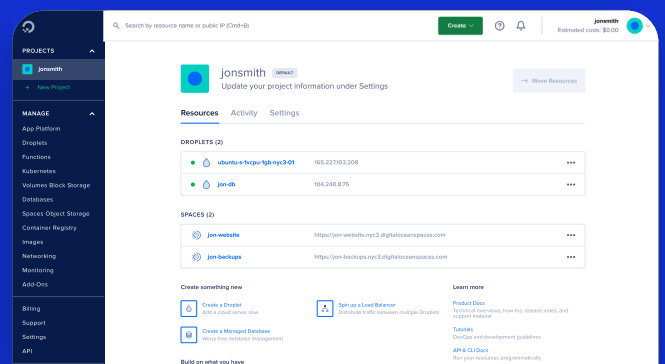 Search by resource name or public IP (Cmd+B)
Create
jonsmith
Estimated costs: $0.00
PROJECTS
jonsmith
+ New Project
MANAGE
App Platform
Droplets
Functions
Kubernetes
Volumes Block Storage
Databases
Spaces Object Storage
Container Registry
Images
Networking
Monitoring
Add-Ons
Billing
Support
Settings
API
jonsmith DEFAULT
Update your project information under Settings
→ Move Resources
Resources Activity Settings
DROPLETS (2)
ubuntu-s-1vcpu-1gb-nyc3-01 165.227.103.208
jon-db 104.248.8.75
SPACES (2)
jon-website https://jon-website.nyc3.digitaloceanspaces.com
jon-backups https://jon-backups.nyc3.digitaloceanspaces.com
Create something new
Create a Droplet
Add a cloud server now
Spin up a Load Balancer
Distribute traffic between multiple Droplets
Create a Managed Database
Worry-free database management
Learn more
Product Docs
Technical overviews, how-tos, release notes, and
support material
Tutorials
DevOps and development guidelines
API & CLI Docs
Run your resources programmatically
Build on what you have